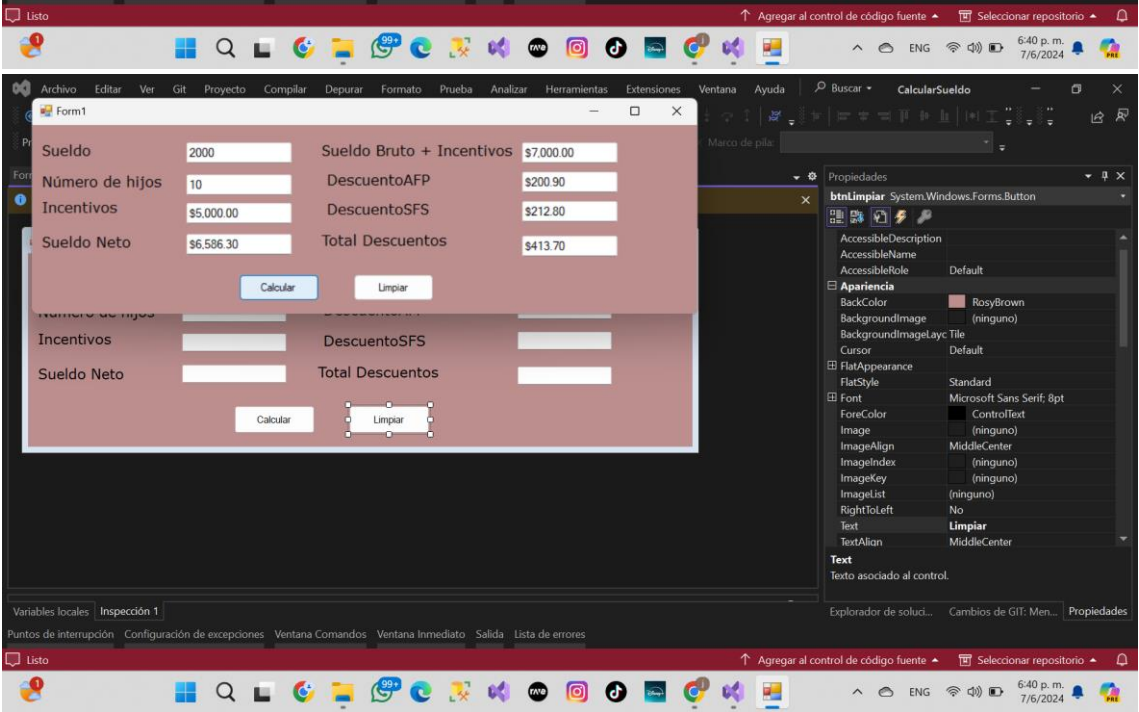 Listo
Agregar al control de código fuente
Seleccionar repositorio
99+
ENG
6:40 p. m.
7/6/2024
PRE
Archivo Editar Ver Git Proyecto Compilar Depurar Formato Prueba Analizar Herramientas Extensiones Ventana Ayuda
Buscar
CalcularSueldo
Form1
Marco de pila:
Sueldo 2000 Sueldo Bruto + Incentivos $7,000.00
Número de hijos 10 DescuentoAFP $200.90
Incentivos $5,000.00 DescuentoSFS $212.80
Sueldo Neto $6,586.30 Total Descuentos $413.70
Calcular Limpiar
Incentivos DescuentoSFS
Sueldo Neto Total Descuentos
Calcular Limpiar
Propiedades
btnLimpiar System.Windows.Forms.Button
AccessibleDescription
AccessibleName
AccessibleRole Default
Apariencia
BackColor RosyBrown
BackgroundImage (ninguno)
BackgroundImageLayc Tile
Cursor Default
FlatAppearance
FlatStyle Standard
Font Microsoft Sans Serif; 8pt
ForeColor ControlText
Image (ninguno)
ImageAlign MiddleCenter
ImageIndex (ninguno)
ImageKey (ninguno)
ImageList (ninguno)
RightToLeft No
Text Limpiar
TextAlign MiddleCenter
Text
Texto asociado al control.
Variables locales Inspección 1
Explorador de soluci... Cambios de GIT: Men... Propiedades
Puntos de interrupción Configuración de excepciones Ventana Comandos Ventana Inmediato Salida Lista de errores
Listo
Agregar al control de código fuente
Seleccionar repositorio
99+
ENG
6:40 p. m.
7/6/2024
PRE